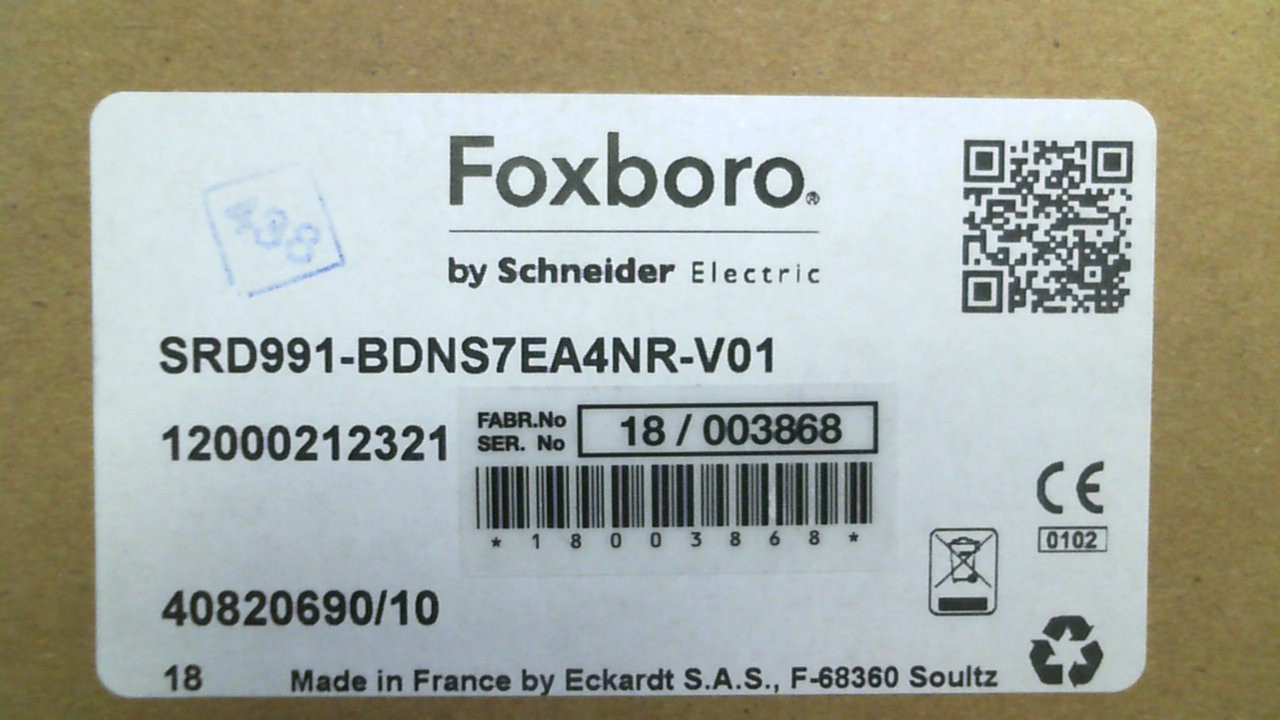 Foxboro®
by Schneider Electric
438
SRD991-BDNS7EA4NR-V01
12000212321
FABR.No
SER. No
18 / 003868
*18003868*
0102
40820690/10
18 Made in France by Eckardt S.A.S., F-68360 Soultz